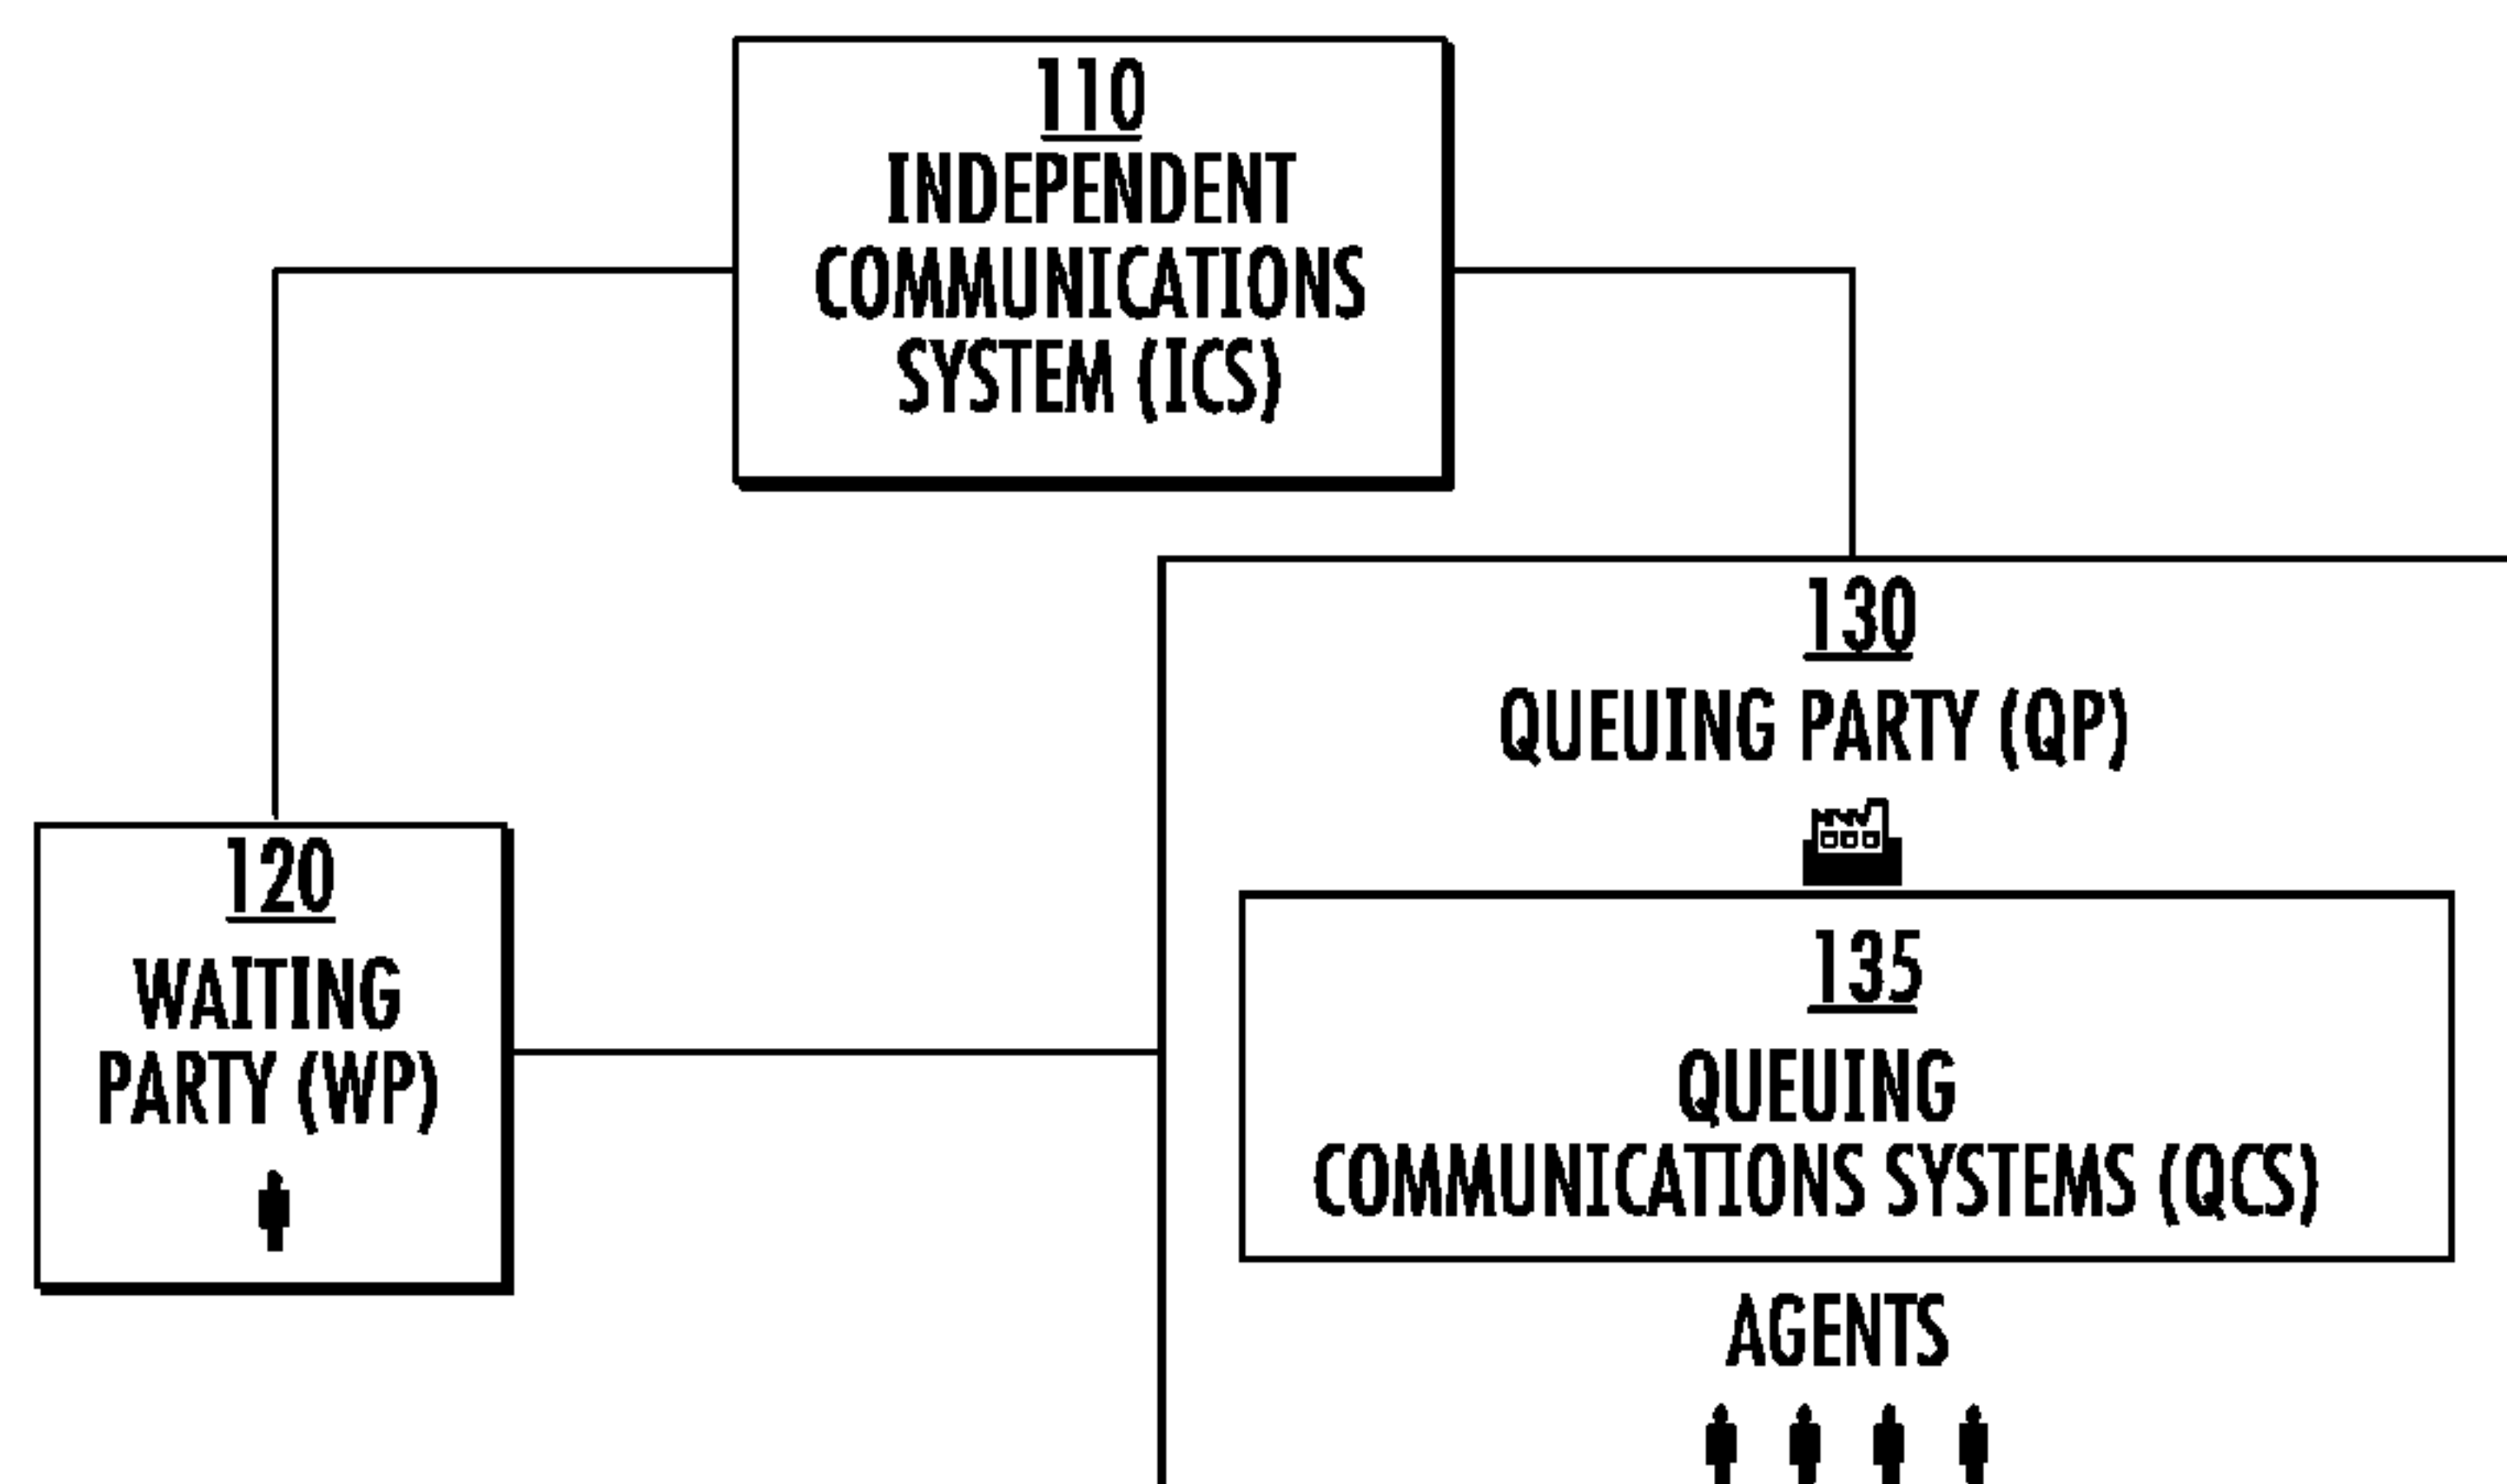 110
INDEPENDENT
COMMUNICATIONS
SYSTEM (ICS)
130
QUEUING PARTY (QP)
120
WAITING
PARTY (WP)
135
QUEUING
COMMUNICATIONS SYSTEMS (QCS)
AGENTS